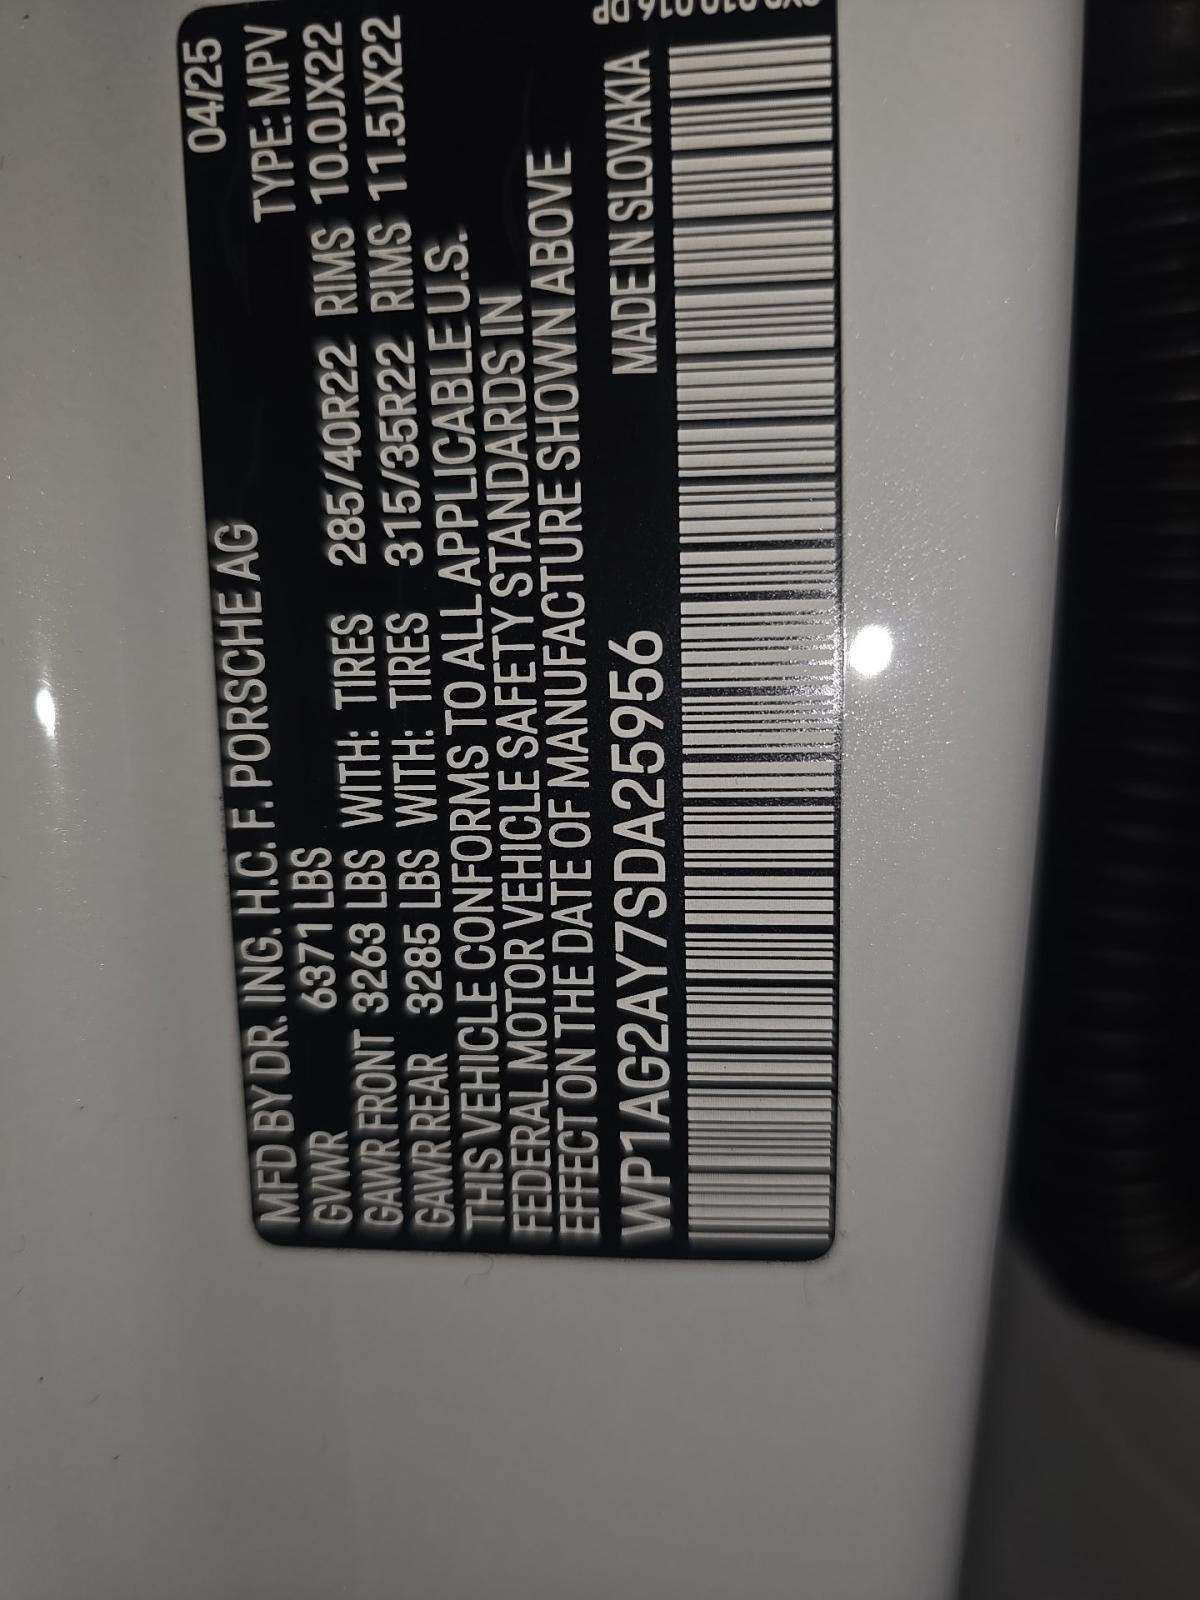 MFD BY DR. ING. H.C. F. PORSCHE AG 04/25
GVWR 6371 LBS TYPE: MPV
GAWR FRONT 3263 LBS WITH: TIRES 285/40R22 RIMS 10.0JX22
GAWR REAR 3285 LBS WITH: TIRES 315/35R22 RIMS 11.5JX22
THIS VEHICLE CONFORMS TO ALL APPLICABLE U.S.
FEDERAL MOTOR VEHICLE SAFETY STANDARDS IN
EFFECT ON THE DATE OF MANUFACTURE SHOWN ABOVE
WP1AG2AY7SDA25956 MADE IN SLOVAKIA